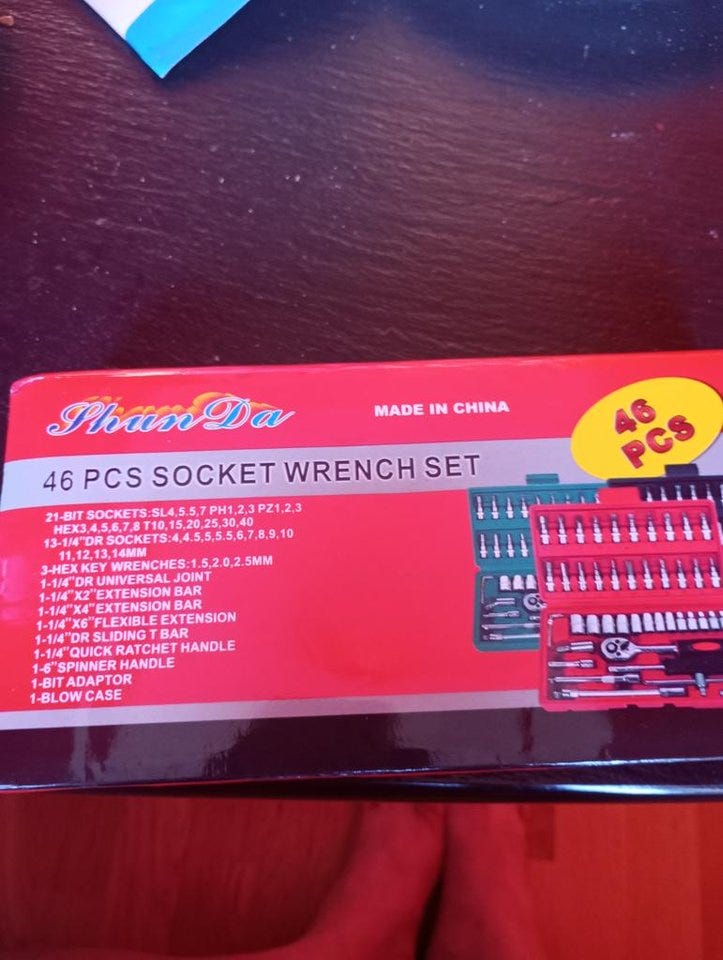 Shun Da
MADE IN CHINA
46
PCS
46 PCS SOCKET WRENCH SET
21-BIT SOCKETS:SL4,5.5,7 PH1,2,3 PZ1,2,3
HEX3,4,5,6,7,8 T10,15,20,25,30,40
13-1/4"DR SOCKETS:4,4.5,5,5.5,6,7,8,9,10
11,12,13,14MM
3-HEX KEY WRENCHES:1.5,2.0,2.5MM
1-1/4"DR UNIVERSAL JOINT
1-1/4"X2"EXTENSION BAR
1-1/4"X4"EXTENSION BAR
1-1/4"X6"FLEXIBLE EXTENSION
1-1/4"DR SLIDING T BAR
1-1/4"QUICK RATCHET HANDLE
1-6"SPINNER HANDLE
1-BIT ADAPTOR
1-BLOW CASE